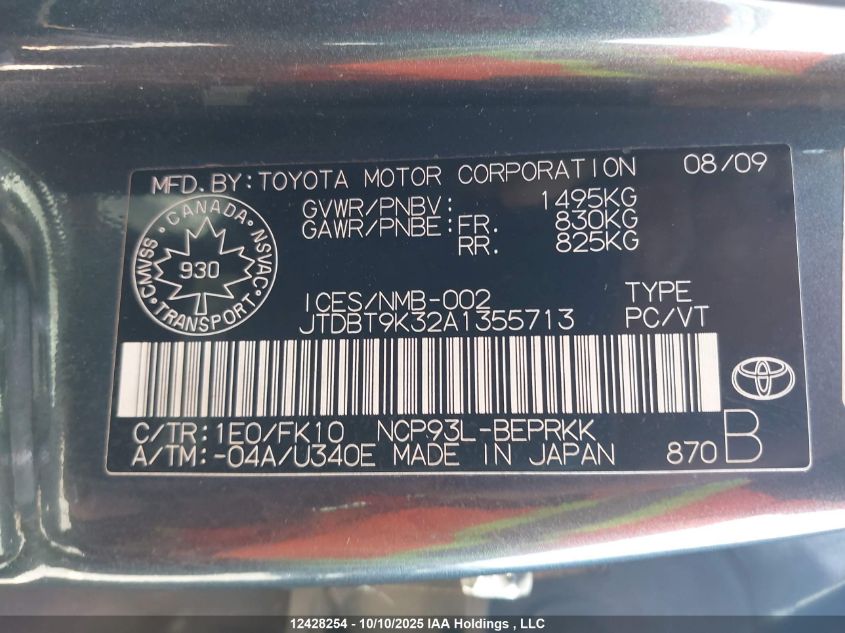 MFD.BY:TOYOTA MOTOR CORPORATION 08/09
GVWR/PNBV: 1495KG
GAWR/PNBE:FR. 830KG
RR. 825KG
CANADA
CMVSS NSVAC
930
TRANSPORT
ICES/NMB-002 TYPE
JTDBT9K32A1355713 PC/VT
C/TR:1E0/FK10 NCP93L-BEPRKK
A/TM:-04A/U340E MADE IN JAPAN 870 B
12428254 - 10/10/2025 IAA Holdings , LLC